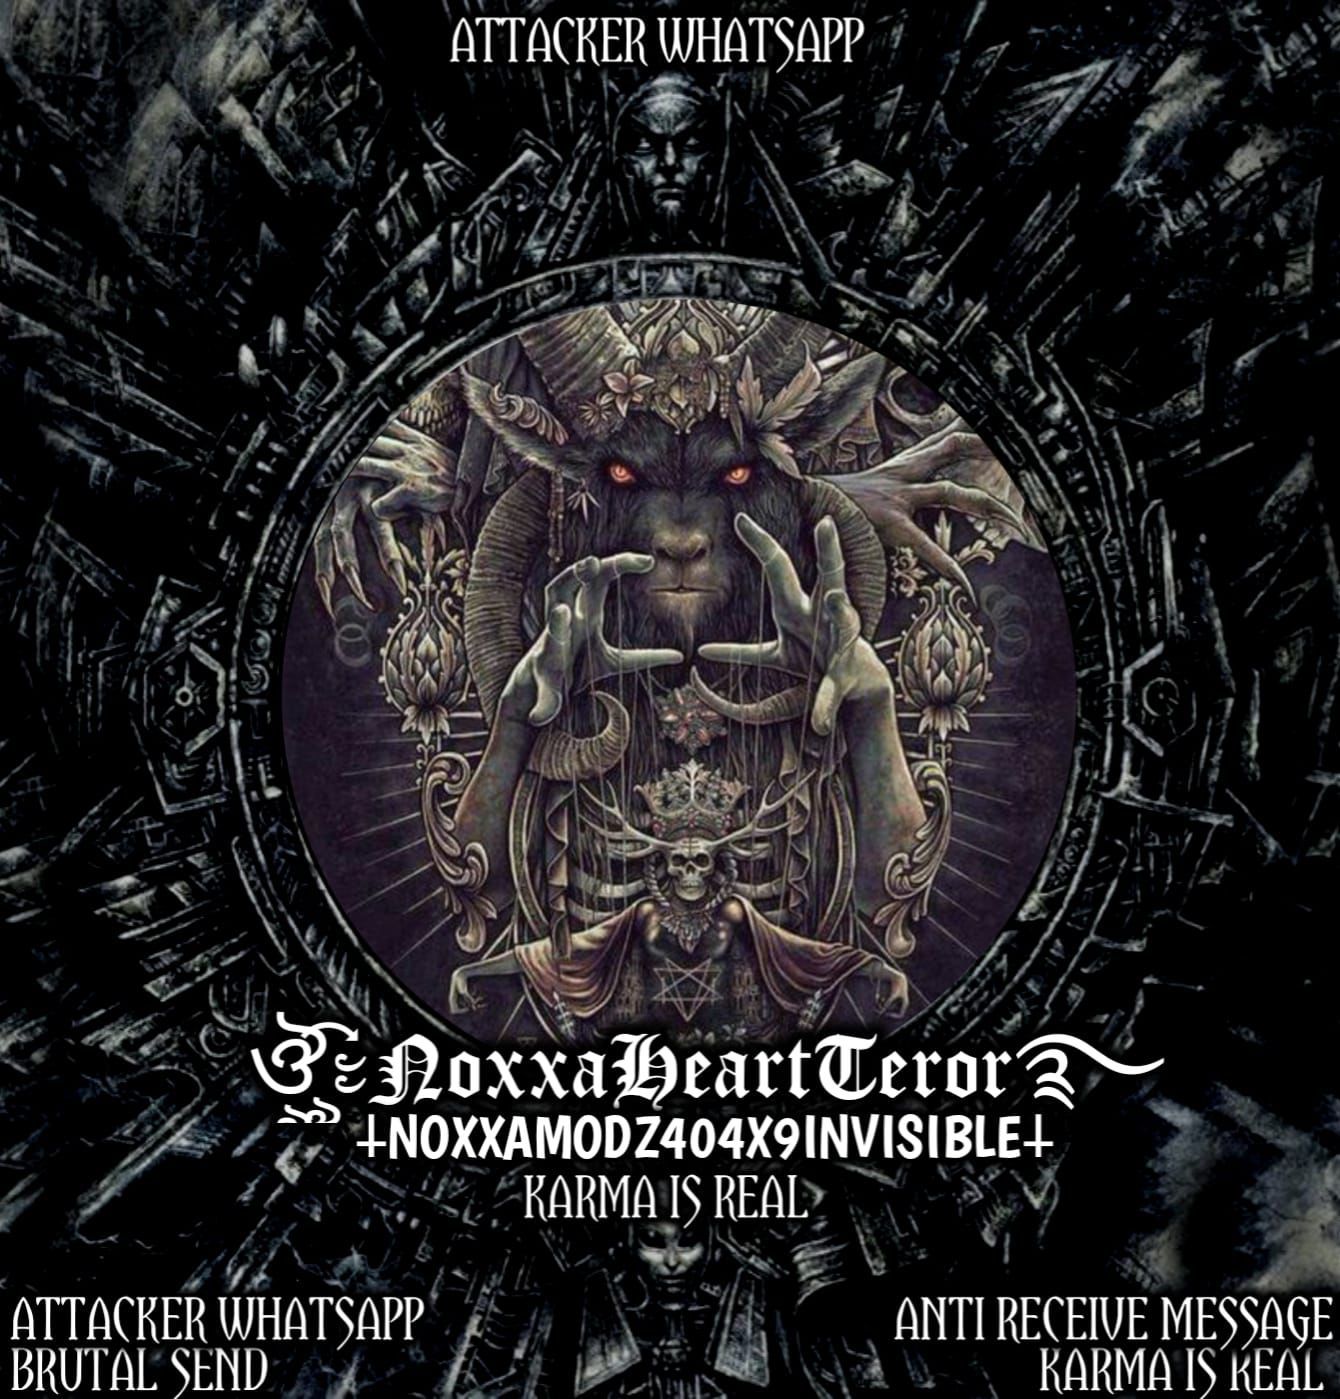 ATTACKER WHATSAPP
NoxxaHeartTeror
NOXXAMODZ404X9INVISIBLE
KARMA IS REAL
ATTACKER WHATSAPP
BRUTAL SEND
ANTI RECEIVE MESSAGE
KARMA IS REAL